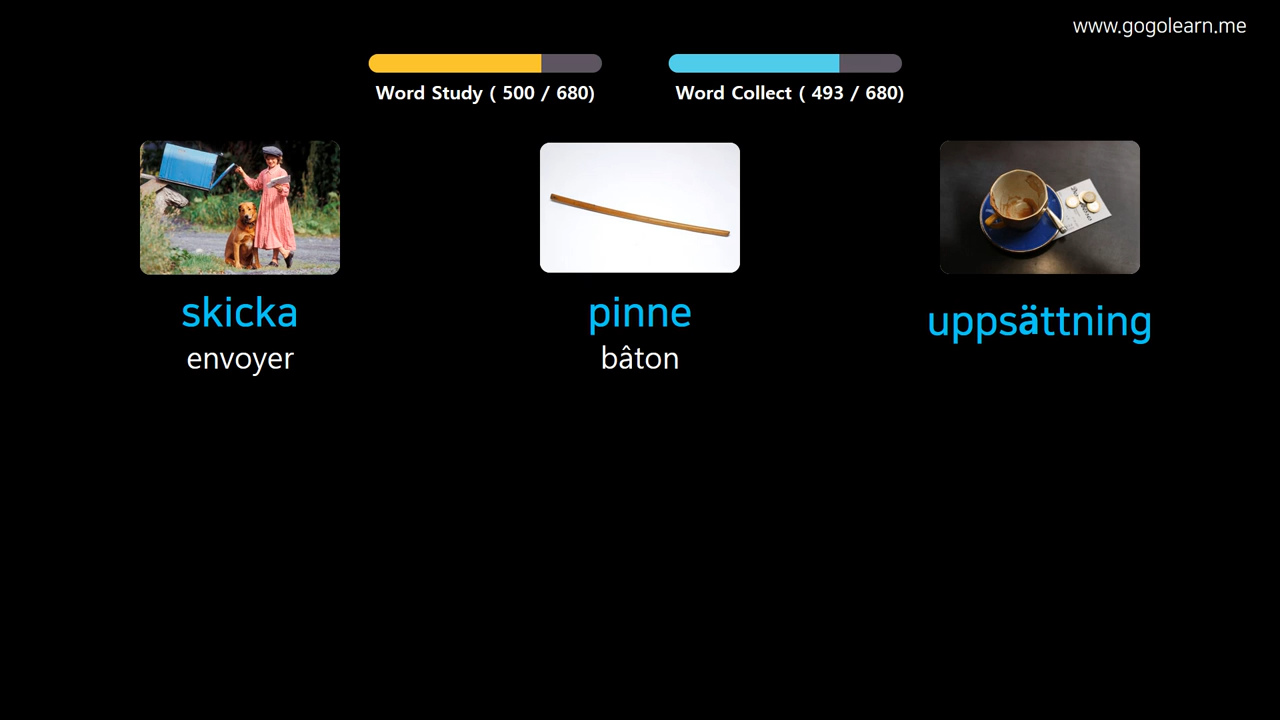 www.gogolearn.me
Word Study ( 500 / 680)
Word Collect ( 493 / 680)
skicka
pinne
uppsättning
envoyer
bâton